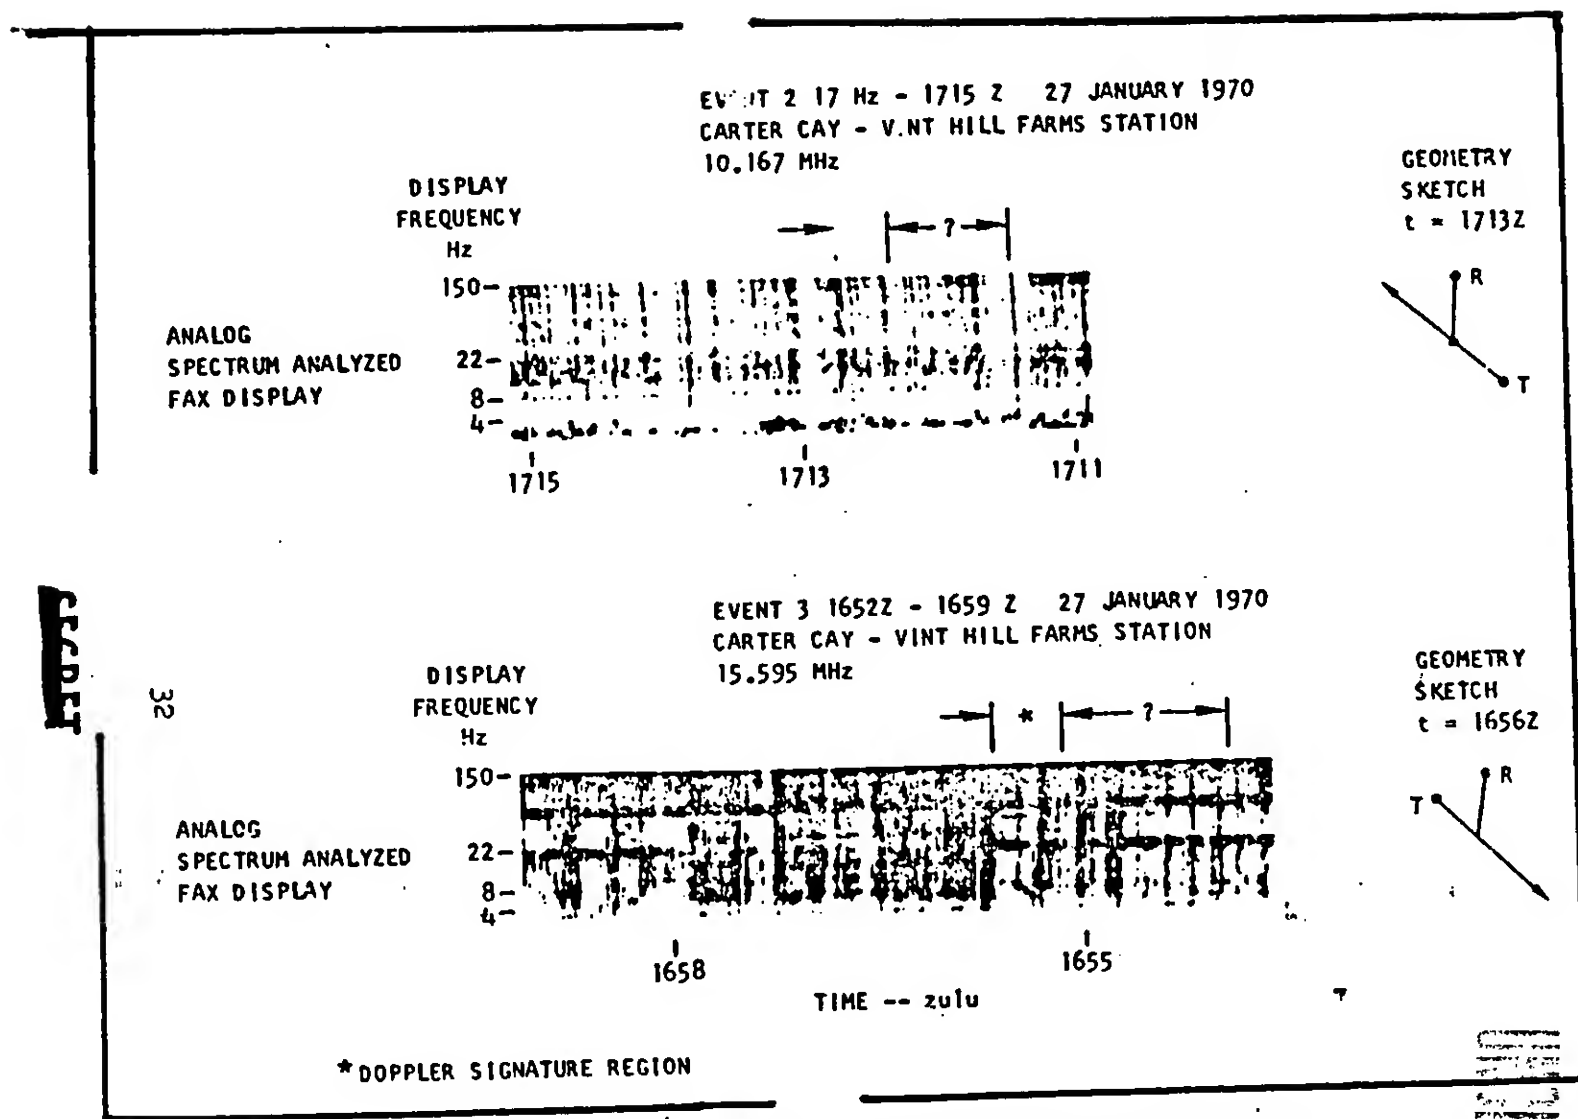 EVENT 2 17 Hz - 1715 Z 27 JANUARY 1970
CARTER CAY - V.NT HILL FARMS STATION
10.167 MHz
DISPLAY
FREQUENCY
Hz
GEOMETRY
SKETCH
t = 1713Z
?
150-
22-
8-
4-
ANALOG
SPECTRUM ANALYZED
FAX DISPLAY
R
T
1715
1713
1711
EVENT 3 1652Z - 1659 Z 27 JANUARY 1970
CARTER CAY - VINT HILL FARMS STATION
15.595 MHz
DISPLAY
FREQUENCY
Hz
GEOMETRY
SKETCH
t = 1656Z
* ?
150-
22-
8-
4-
ANALOG
SPECTRUM ANALYZED
FAX DISPLAY
R
T
1658
1655
TIME -- zulu
*DOPPLER SIGNATURE REGION
SECRET
32